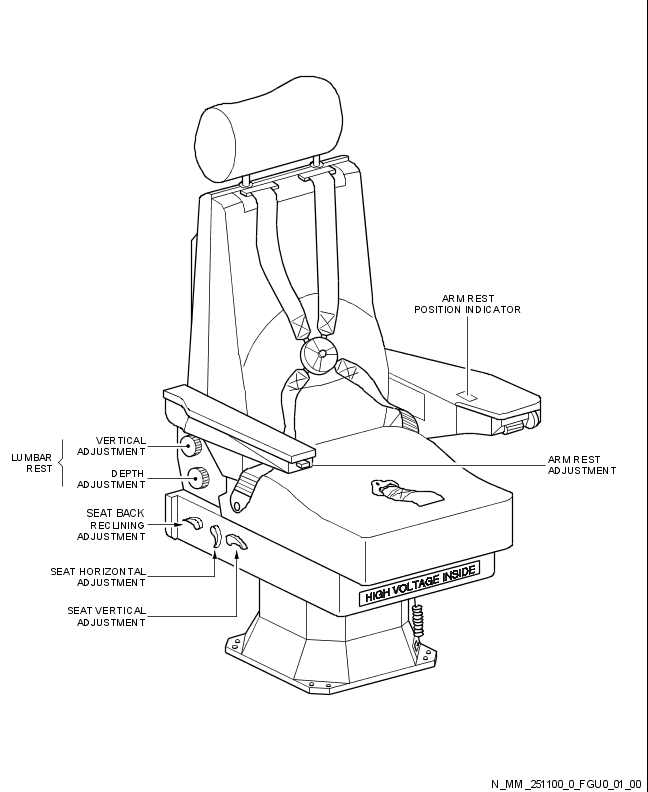 ARM REST
POSITION INDICATOR
VERTICAL
ADJUSTMENT
LUMBAR
REST
DEPTH
ADJUSTMENT
ARM REST
ADJUSTMENT
SEAT BACK
RECLINING
ADJUSTMENT
SEAT HORIZONTAL
ADJUSTMENT
HIGH VOLTAGE INSIDE
SEAT VERTICAL
ADJUSTMENT
N_MM_251100_0_FGU0_01_00